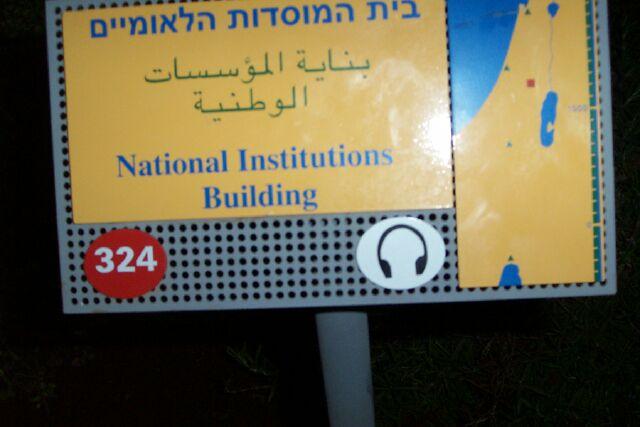 בית המוסדות הלאומיים
بناية المؤسسات
الوطنية
National Institutions
Building
324